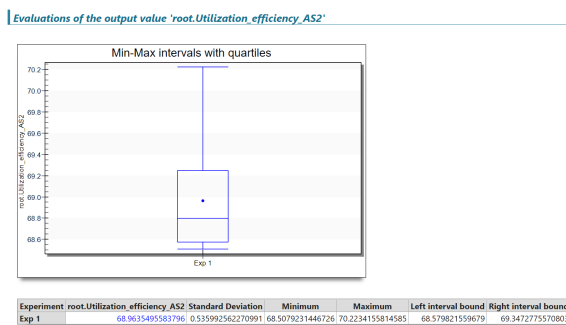 Evaluations of the output value 'root.Utilization_efficiency_AS2'
Min-Max intervals with quartiles
root.Utilization_efficiency_AS2
70.2
70.0
69.8
69.6
69.4
69.2
69.0
68.8
68.6
Exp 1
Experiment root.Utilization_efficiency_AS2 Standard Deviation Minimum Maximum Left interval bound Right interval bound
Exp 1 68.9635495583796 0.535992562270991 68.5079231446726 70.2234155814585 68.579821559679 69.3472775570803